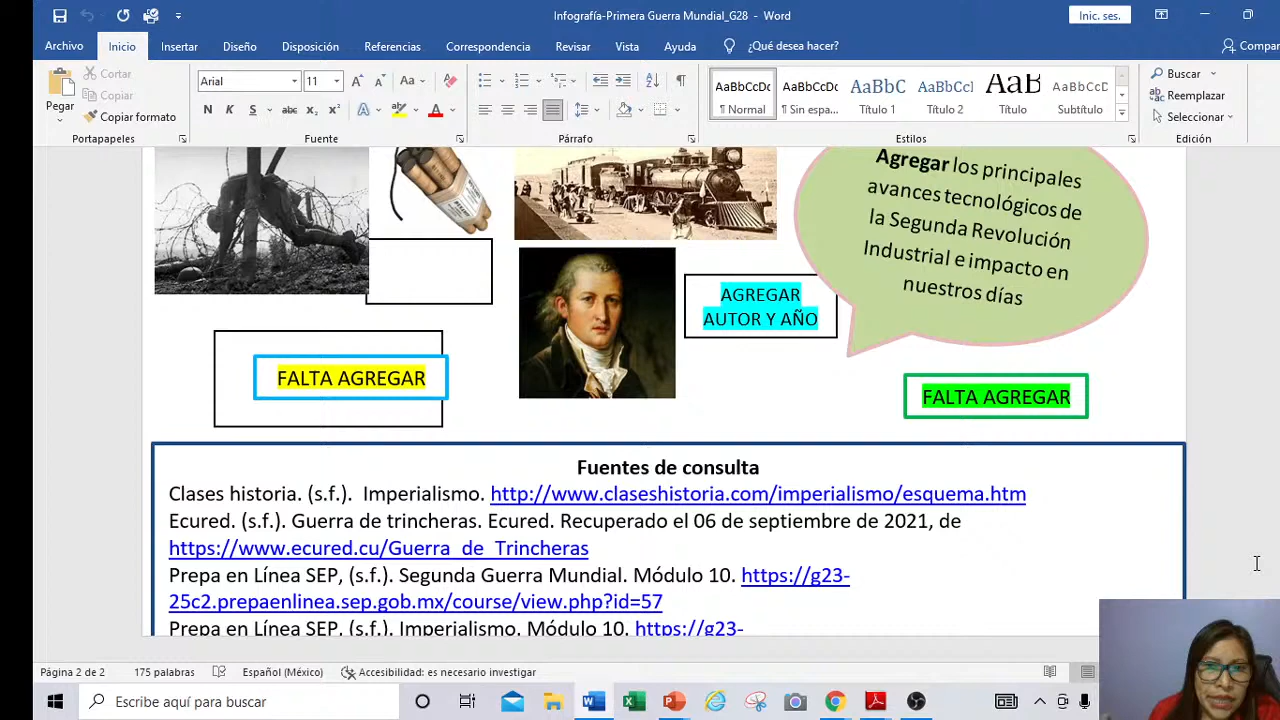 Infografía-Primera Guerra Mundial_G28 - Word
Inic. ses.
Archivo Inicio Insertar Diseño Disposición Referencias Correspondencia Revisar Vista Ayuda ¿Qué desea hacer? Compar
Pegar
Cortar
Copiar
Copiar formato
Portapapeles
Arial 11
Aa
N K S abc x₂ x² A A
Fuente
Párrafo
AaBbCcDc AaBbCcDc AaBbC AaBbCcI AaB AaBbCcD
¶ Normal ¶ Sin espa... Título 1 Título 2 Título Subtítulo
Estilos
Buscar
Reemplazar
Seleccionar
Edición
Agregar los principales
avances tecnológicos de
la Segunda Revolución
Industrial e impacto en
nuestros días
AGREGAR
AUTOR Y AÑO
FALTA AGREGAR
FALTA AGREGAR
Fuentes de consulta
Clases historia. (s.f.). Imperialismo. http://www.claseshistoria.com/imperialismo/esquema.htm
Ecured. (s.f.). Guerra de trincheras. Ecured. Recuperado el 06 de septiembre de 2021, de
https://www.ecured.cu/Guerra_de_Trincheras
Prepa en Línea SEP, (s.f.). Segunda Guerra Mundial. Módulo 10. https://g23-
25c2.prepaenlinea.sep.gob.mx/course/view.php?id=57
Prepa en Línea SEP, (s.f.). Imperialismo. Módulo 10. https://g23-
Página 2 de 2 175 palabras Español (México) Accesibilidad: es necesario investigar
Escribe aquí para buscar